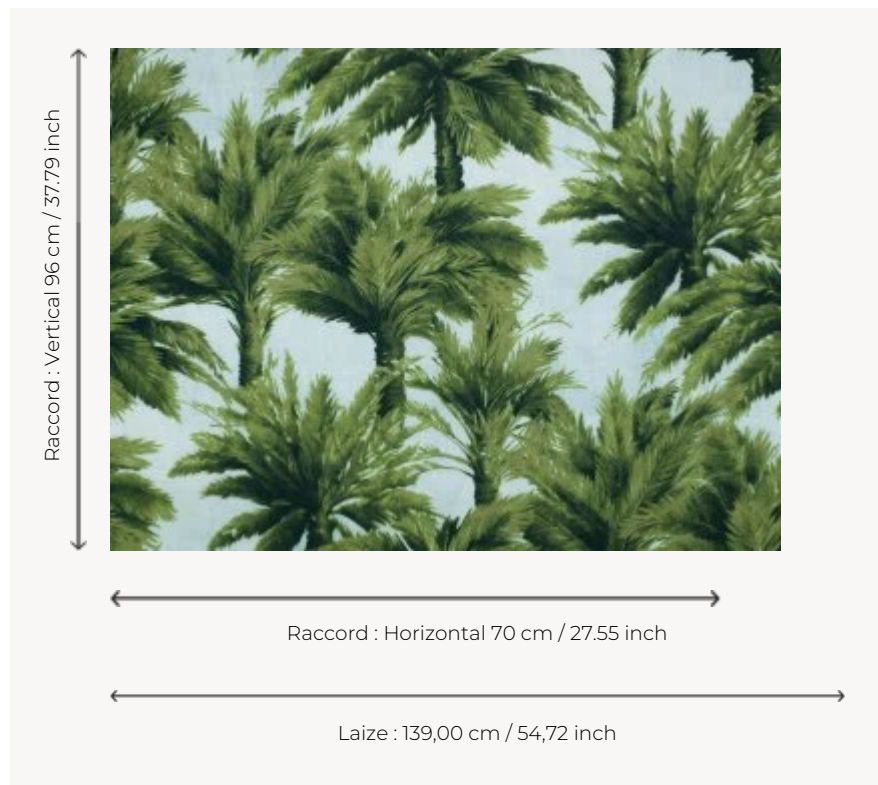 Raccord : Vertical 96 cm / 37.79 inch
Raccord : Horizontal 70 cm / 27.55 inch
Laize : 139,00 cm / 54,72 inch